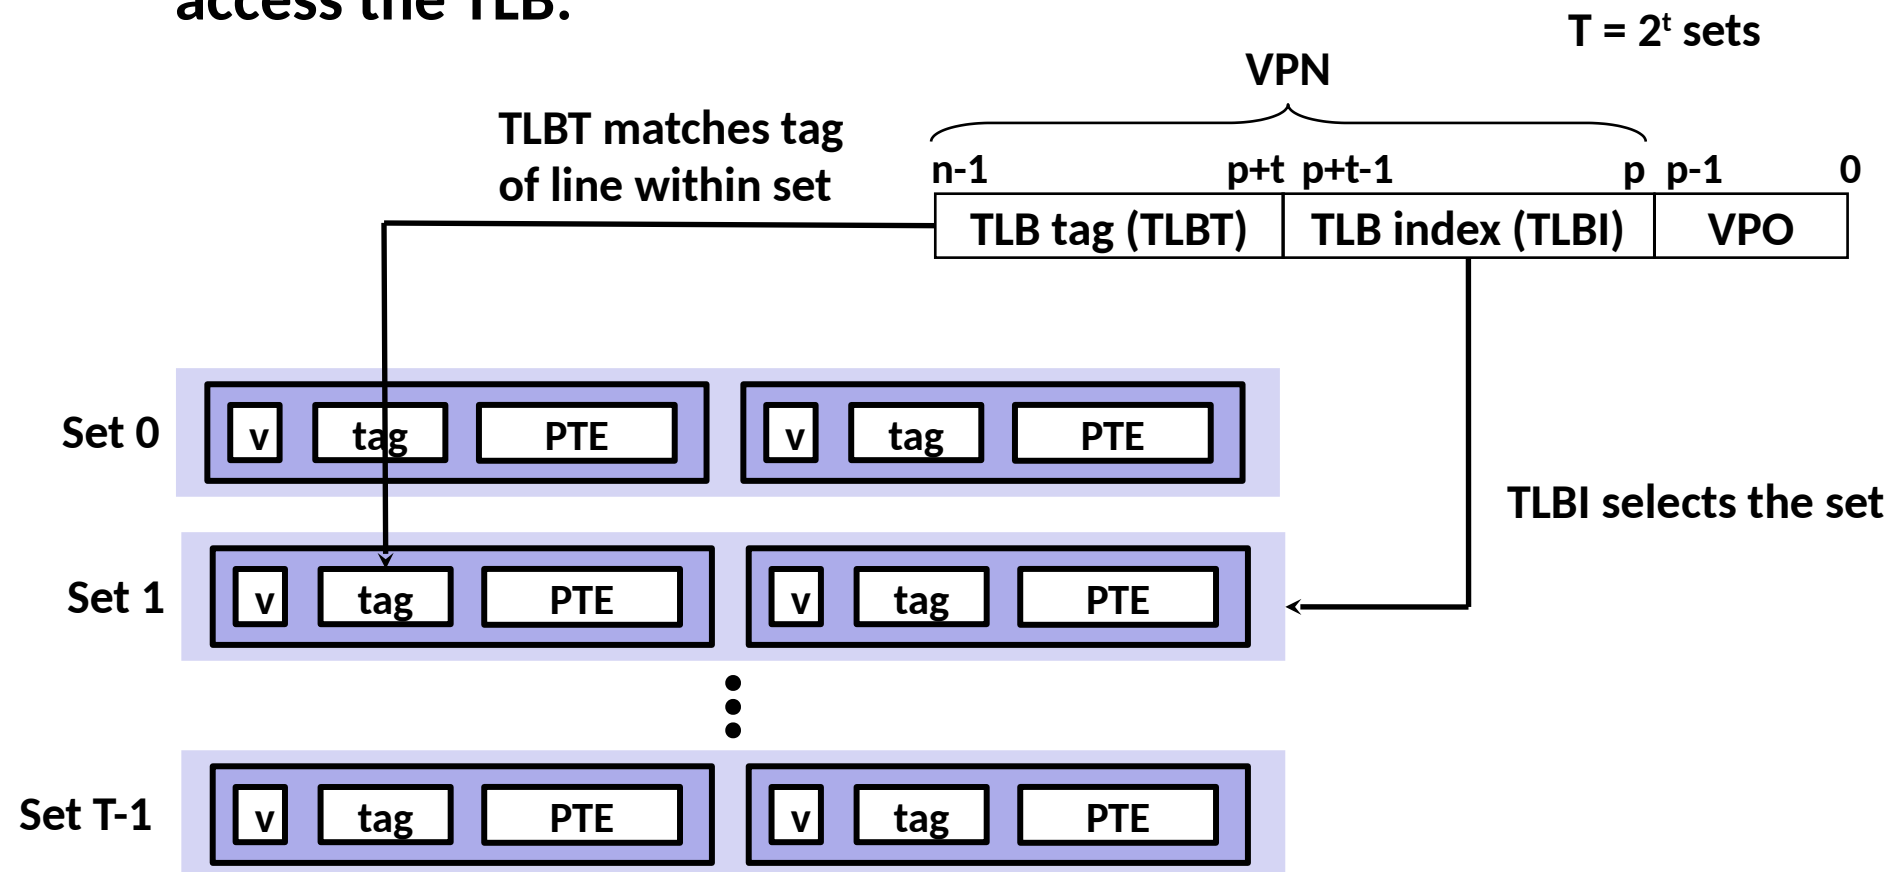 access the TLB:
T = 2ᵗ sets
VPN
TLBT matches tag
of line within set
n-1 p+t p+t-1 p p-1 0
TLB tag (TLBT) TLB index (TLBI) VPO
Set 0 v tag PTE v tag PTE
TLBI selects the set
Set 1 v tag PTE v tag PTE
Set T-1 v tag PTE v tag PTE